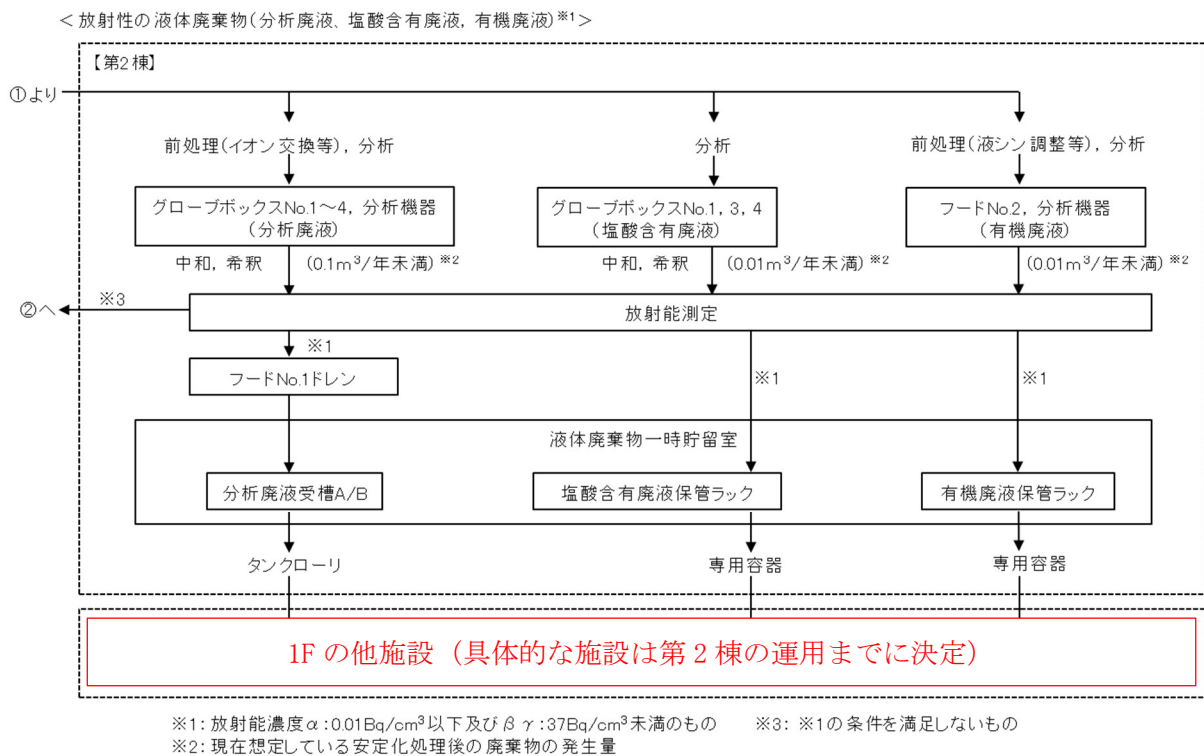 ＜放射性の液体廃棄物(分析廃液、塩酸含有廃液, 有機廃液)※1＞
【第2棟】
①より
前処理(イオン交換等), 分析
分析
前処理(液シン調整等), 分析
グローブボックスNo.1～4, 分析機器
(分析廃液)
グローブボックスNo.1, 3, 4
(塩酸含有廃液)
フードNo.2, 分析機器
(有機廃液)
中和, 希釈 (0.1m³/年未満)※2
中和, 希釈 (0.01m³/年未満)※2
(0.01m³/年未満)※2
②へ
※3
放射能測定
※1
フードNo.1ドレン
※1
※1
液体廃棄物一時貯留室
分析廃液受槽A/B
塩酸含有廃液保管ラック
有機廃液保管ラック
タンクローリ
専用容器
専用容器
1F の他施設（具体的な施設は第 2 棟の運用までに決定）
※1: 放射能濃度α:0.01Bq/cm³以下及びβγ:37Bq/cm³未満のもの ※3: ※1の条件を満足しないもの
※2: 現在想定している安定化処理後の廃棄物の発生量